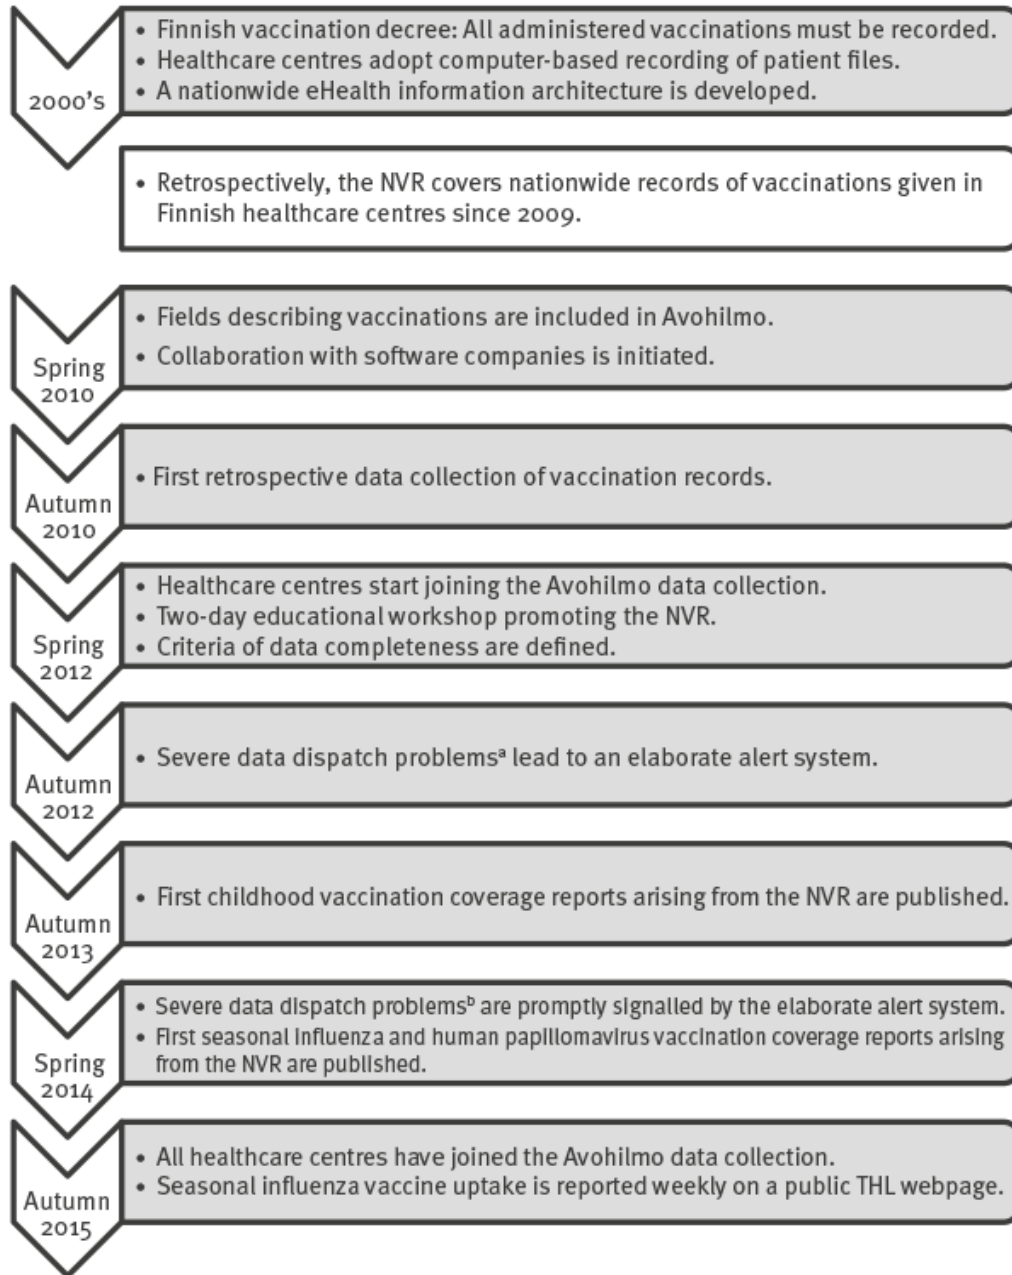 2000's
• Finnish vaccination decree: All administered vaccinations must be recorded.
• Healthcare centres adopt computer-based recording of patient files.
• A nationwide eHealth information architecture is developed.
• Retrospectively, the NVR covers nationwide records of vaccinations given in
Finnish healthcare centres since 2009.
Spring
2010
• Fields describing vaccinations are included in Avohilmo.
• Collaboration with software companies is initiated.
Autumn
2010
• First retrospective data collection of vaccination records.
Spring
2012
• Healthcare centres start joining the Avohilmo data collection.
• Two-day educational workshop promoting the NVR.
• Criteria of data completeness are defined.
Autumn
2012
• Severe data dispatch problemsᵃ lead to an elaborate alert system.
Autumn
2013
• First childhood vaccination coverage reports arising from the NVR are published.
Spring
2014
• Severe data dispatch problemsᵇ are promptly signalled by the elaborate alert system.
• First seasonal influenza and human papillomavirus vaccination coverage reports arising
from the NVR are published.
Autumn
2015
• All healthcare centres have joined the Avohilmo data collection.
• Seasonal influenza vaccine uptake is reported weekly on a public THL webpage.